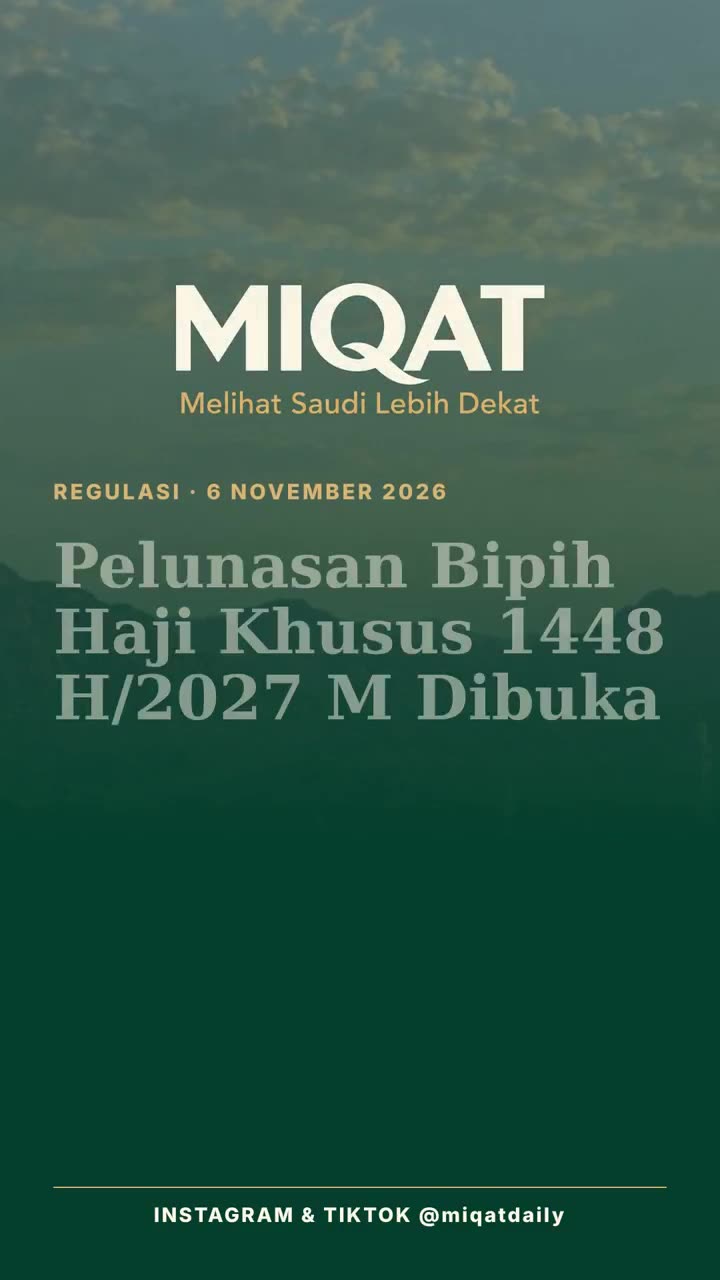 MIQAT
Melihat Saudi Lebih Dekat
REGULASI · 6 NOVEMBER 2026
Pelunasan Bipih
Haji Khusus 1448
H/2027 M Dibuka
INSTAGRAM & TIKTOK @miqatdaily